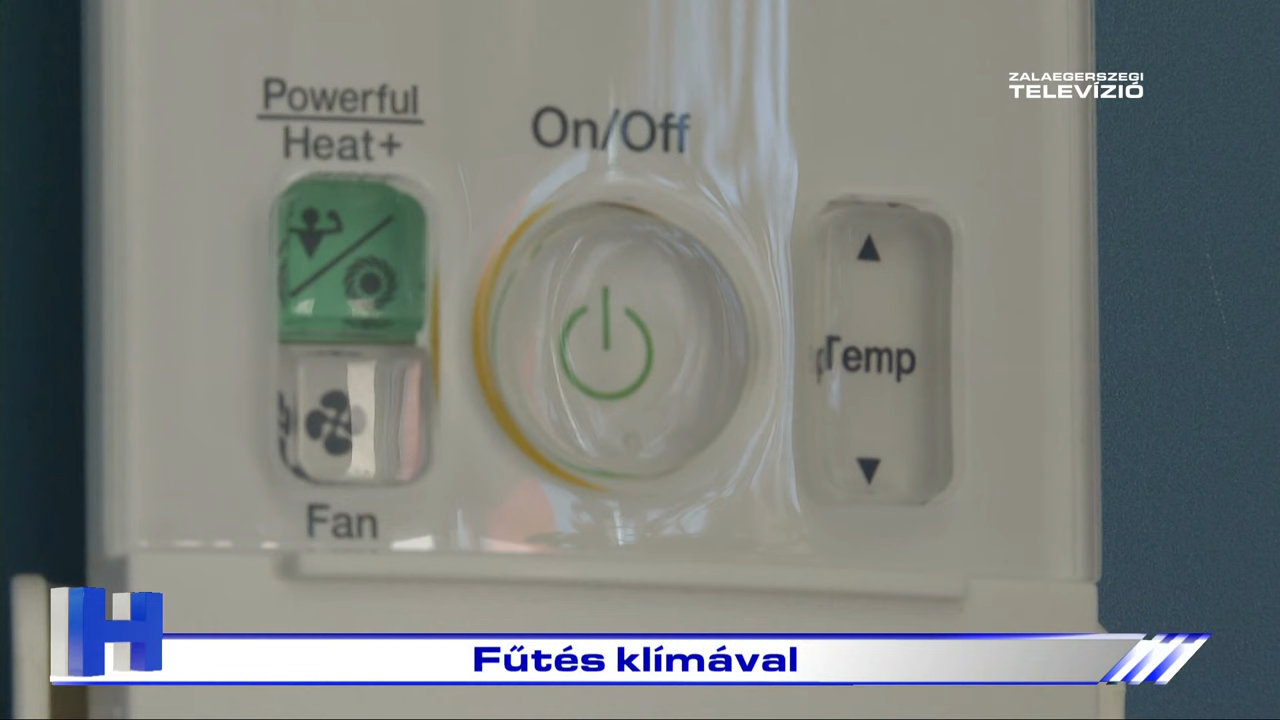 ZALAEGERSZEGI
TELEVÍZIÓ
Powerful
Heat+
On/Off
Temp
Fan
H
Fűtés klímával